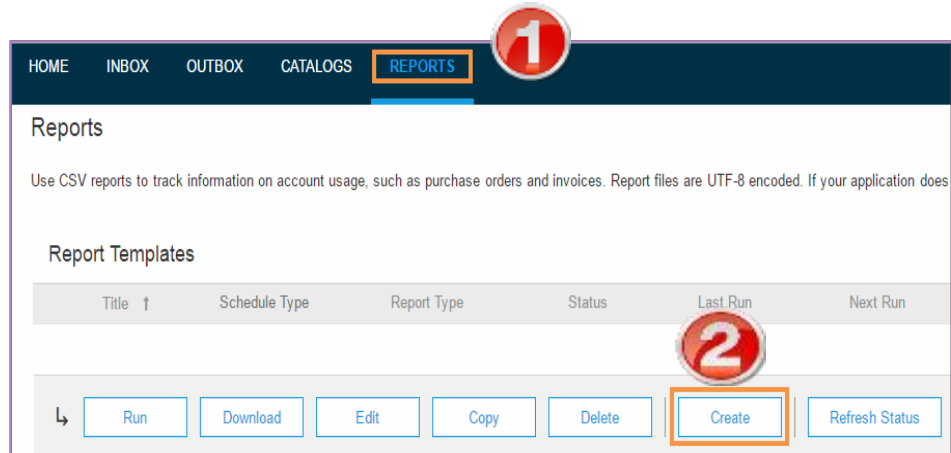 1
HOME INBOX OUTBOX CATALOGS REPORTS
Reports
Use CSV reports to track information on account usage, such as purchase orders and invoices. Report files are UTF-8 encoded. If your application does
Report Templates
Title ↑ Schedule Type Report Type Status Last Run Next Run
2
Run Download Edit Copy Delete Create Refresh Status